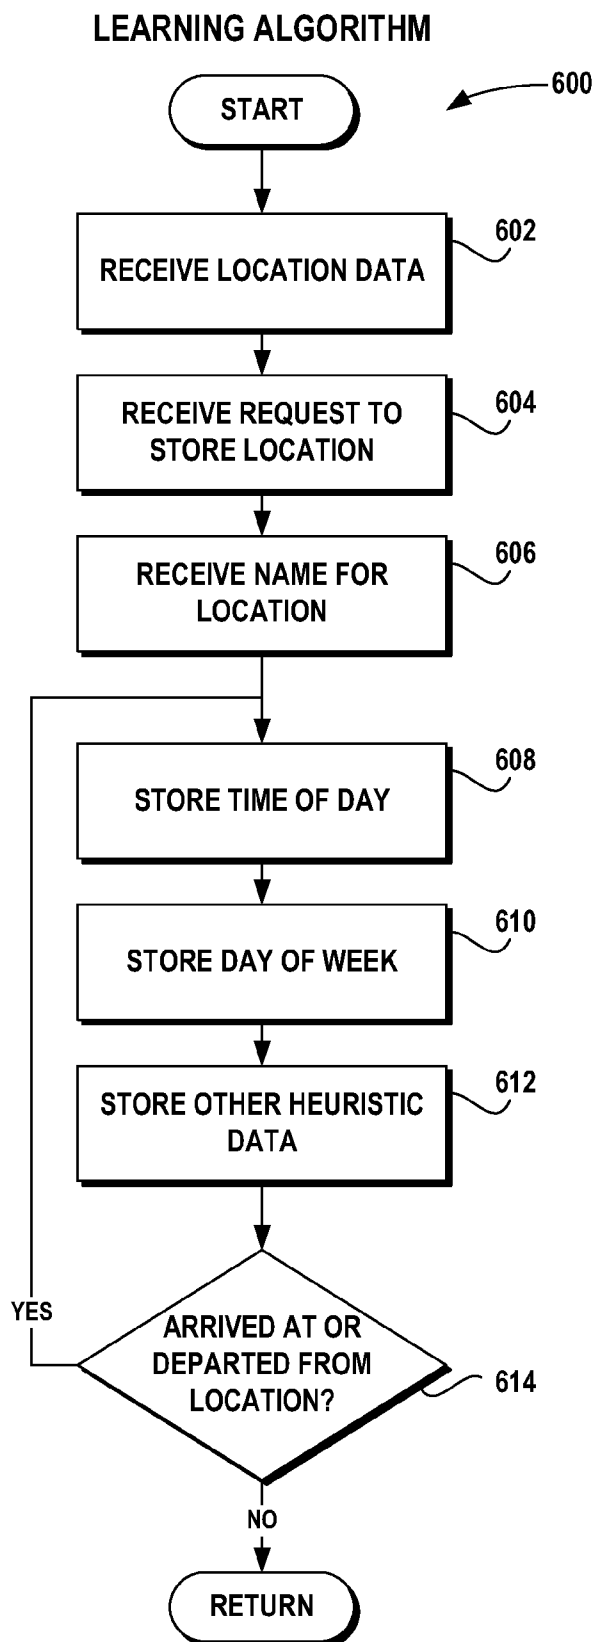 LEARNING ALGORITHM
START
600
RECEIVE LOCATION DATA
602
RECEIVE REQUEST TO
STORE LOCATION
604
RECEIVE NAME FOR
LOCATION
606
STORE TIME OF DAY
608
STORE DAY OF WEEK
610
STORE OTHER HEURISTIC
DATA
612
YES
ARRIVED AT OR
DEPARTED FROM
LOCATION?
614
NO
RETURN